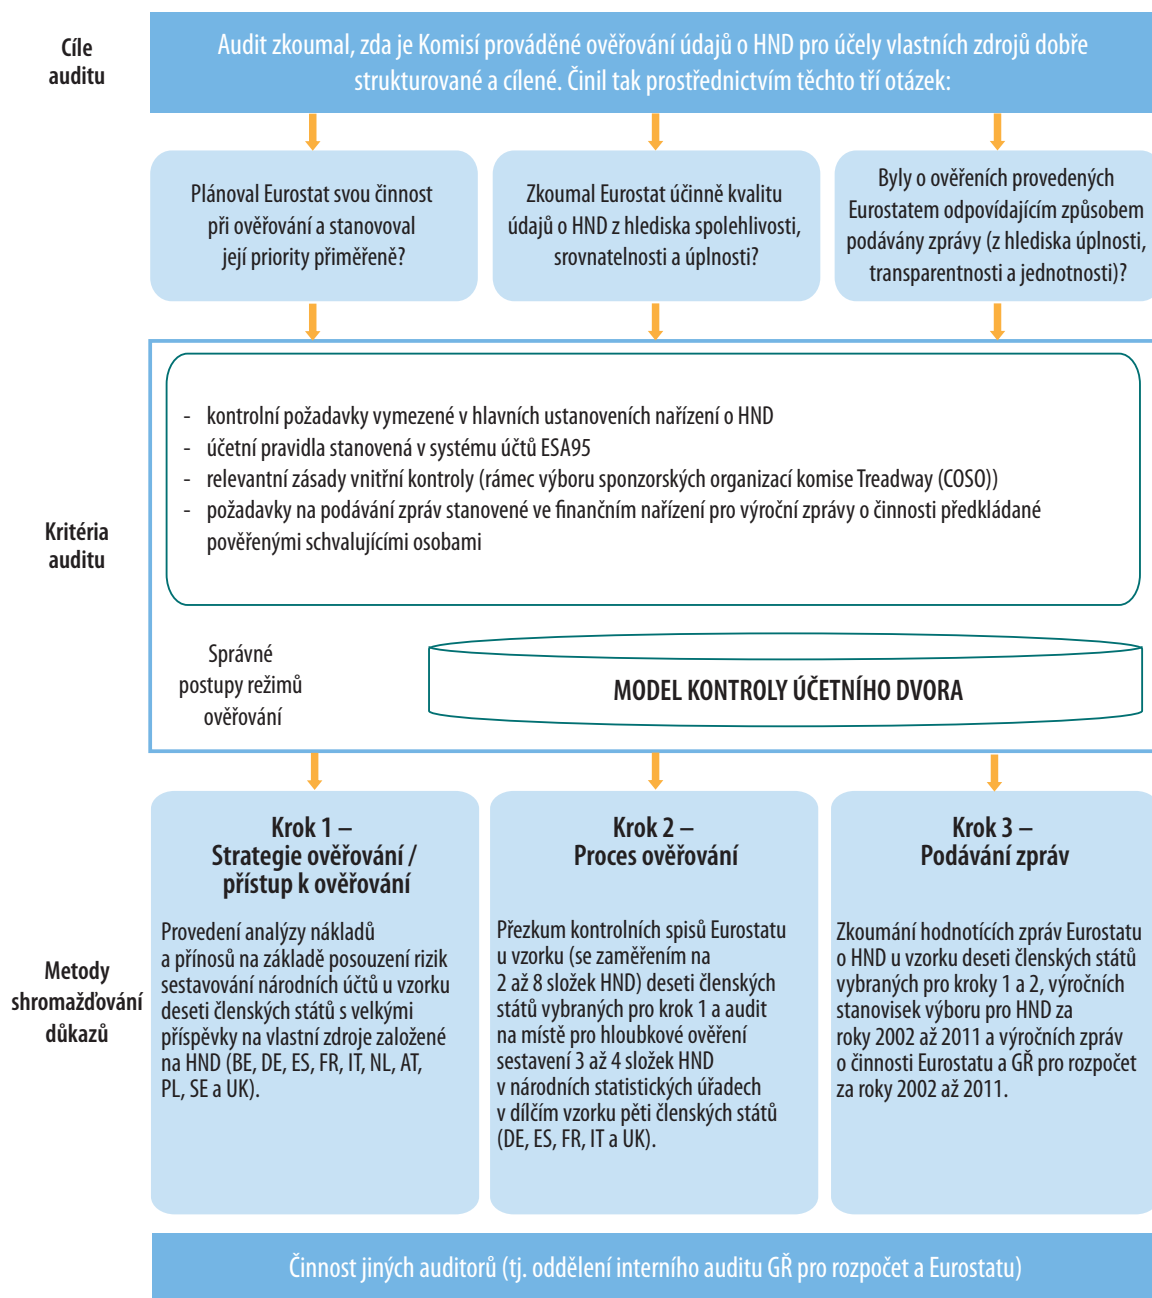 Cíle
auditu
Audit zkoumal, zda je Komisí prováděné ověřování údajů o HND pro účely vlastních zdrojů dobře
strukturované a cílené. Činil tak prostřednictvím těchto tří otázek:
Plánoval Eurostat svou činnost
při ověřování a stanovoval
její priority přiměřeně?
Zkoumal Eurostat účinně kvalitu
údajů o HND z hlediska spolehlivosti,
srovnatelnosti a úplnosti?
Byly o ověřeních provedených
Eurostatem odpovídajícím způsobem
podávány zprávy (z hlediska úplnosti,
transparentnosti a jednotnosti)?
Kritéria
auditu
- kontrolní požadavky vymezené v hlavních ustanoveních nařízení o HND
- účetní pravidla stanovená v systému účtů ESA95
- relevantní zásady vnitřní kontroly (rámec výboru sponzorských organizací komise Treadway (COSO))
- požadavky na podávání zpráv stanovené ve finančním nařízení pro výroční zprávy o činnosti předkládané
pověřenými schvalujícími osobami
Správné
postupy režimů
ověřování
MODEL KONTROLY ÚČETNÍHO DVORA
Metody
shromažďování
důkazů
Krok 1 –
Strategie ověřování /
přístup k ověřování
Provedení analýzy nákladů
a přínosů na základě posouzení rizik
sestavování národních účtů u vzorku
deseti členských států s velkými
příspěvky na vlastní zdroje založené
na HND (BE, DE, ES, FR, IT, NL, AT,
PL, SE a UK).
Krok 2 –
Proces ověřování
Přezkum kontrolních spisů Eurostatu
u vzorku (se zaměřením na
2 až 8 složek HND) deseti členských
států vybraných pro krok 1 a audit
na místě pro hloubkové ověření
sestavení 3 až 4 složek HND
v národních statistických úřadech
v dílčím vzorku pěti členských států
(DE, ES, FR, IT a UK).
Krok 3 –
Podávání zpráv
Zkoumání hodnotících zpráv Eurostatu
o HND u vzorku deseti členských států
vybraných pro kroky 1 a 2, výročních
stanovisek výboru pro HND za
roky 2002 až 2011 a výročních zpráv
o činnosti Eurostatu a GŘ pro rozpočet
za roky 2002 až 2011.
Činnost jiných auditorů (tj. oddělení interního auditu GŘ pro rozpočet a Eurostatu)